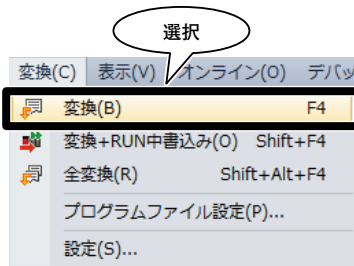 選択
変換(C) 表示(V) オンライン(O) デバッ
変換(B) F4
変換+RUN中書込み(O) Shift+F4
全変換(R) Shift+Alt+F4
プログラムファイル設定(P)...
設定(S)...